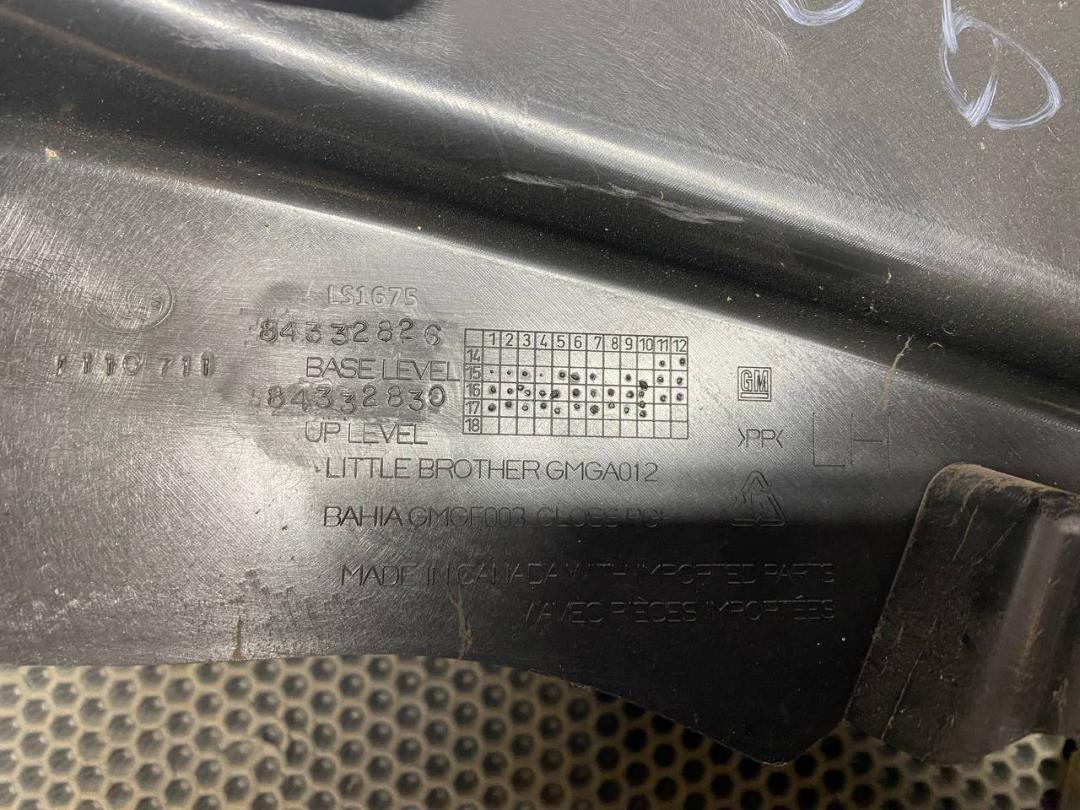 LS1675
84332826
BASE LEVEL
84332830
UP LEVEL
LITTLE BROTHER GMGA012
BAHIA GMGF003 GLOSS
MADE IN CANADA WITH IMPORTED PARTS
/AVEC PIÈCES IMPORTÉES
1 2 3 4 5 6 7 8 9 10 11 12
14
15
16
17
18
GM
>PP<
LH